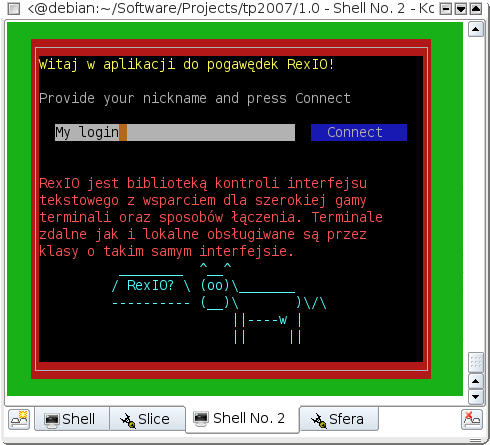 <@debian:~/Software/Projects/tp2007/1.0 - Shell No. 2 - Ko
Witaj w aplikacji do pogawędek RexIO!
Provide your nickname and press Connect
My login Connect
RexIO jest biblioteką kontroli interfejsu
tekstowego z wsparciem dla szerokiej gamy
terminali oraz sposobów łączenia. Terminale
zdalne jak i lokalne obsługiwane są przez
klasy o takim samym interfejsie.
/ RexIO? \ (oo)\_______
---------- (__)\ )\/\
||----w |
|| ||
Shell Slice Shell No. 2 Sfera